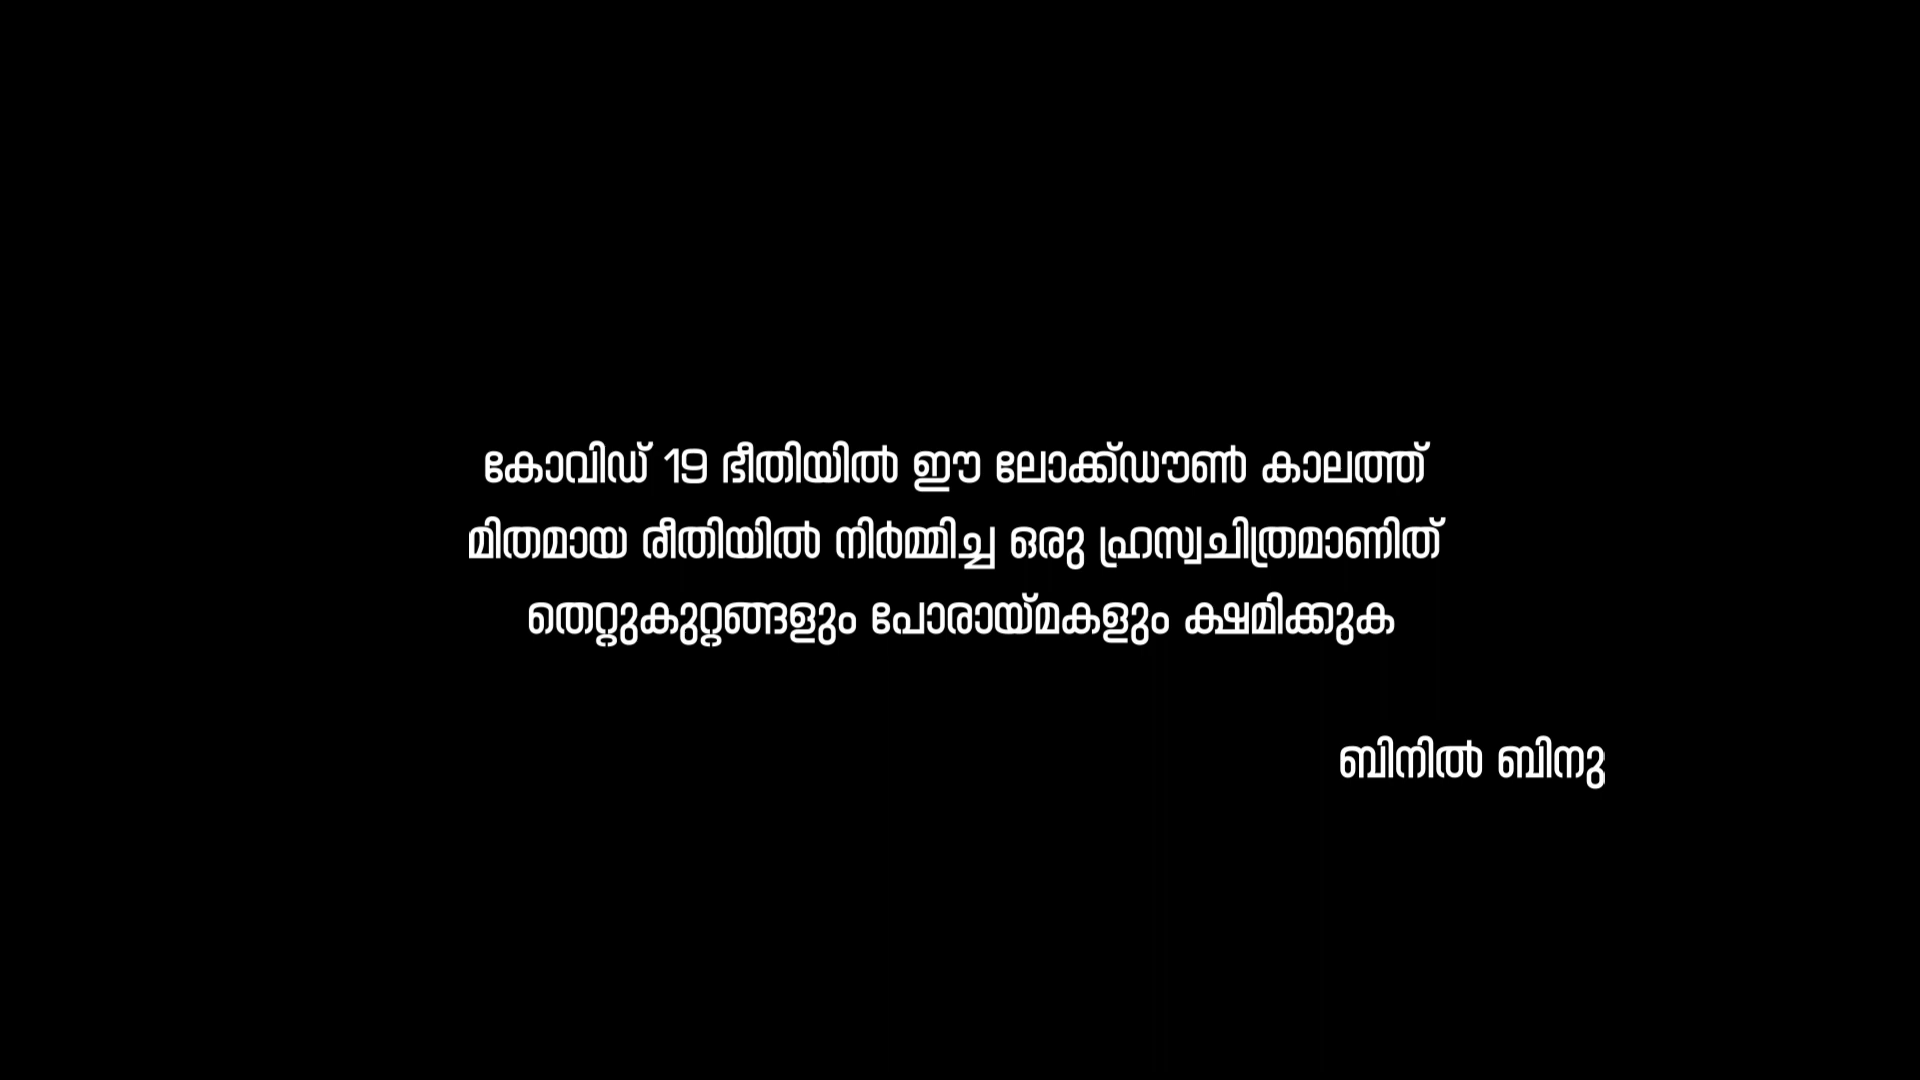 കോവിഡ് 19 ഭീതിയിൽ ഈ ലോക്ക്ഡൗൺ കാലത്ത്
മിതമായ രീതിയിൽ നിർമ്മിച്ച ഒരു ഹ്രസ്വചിത്രമാണിത്
തെറ്റുകുറ്റങ്ങളും പോരായ്മകളും ക്ഷമിക്കുക
ബിനിൽ ബിനു